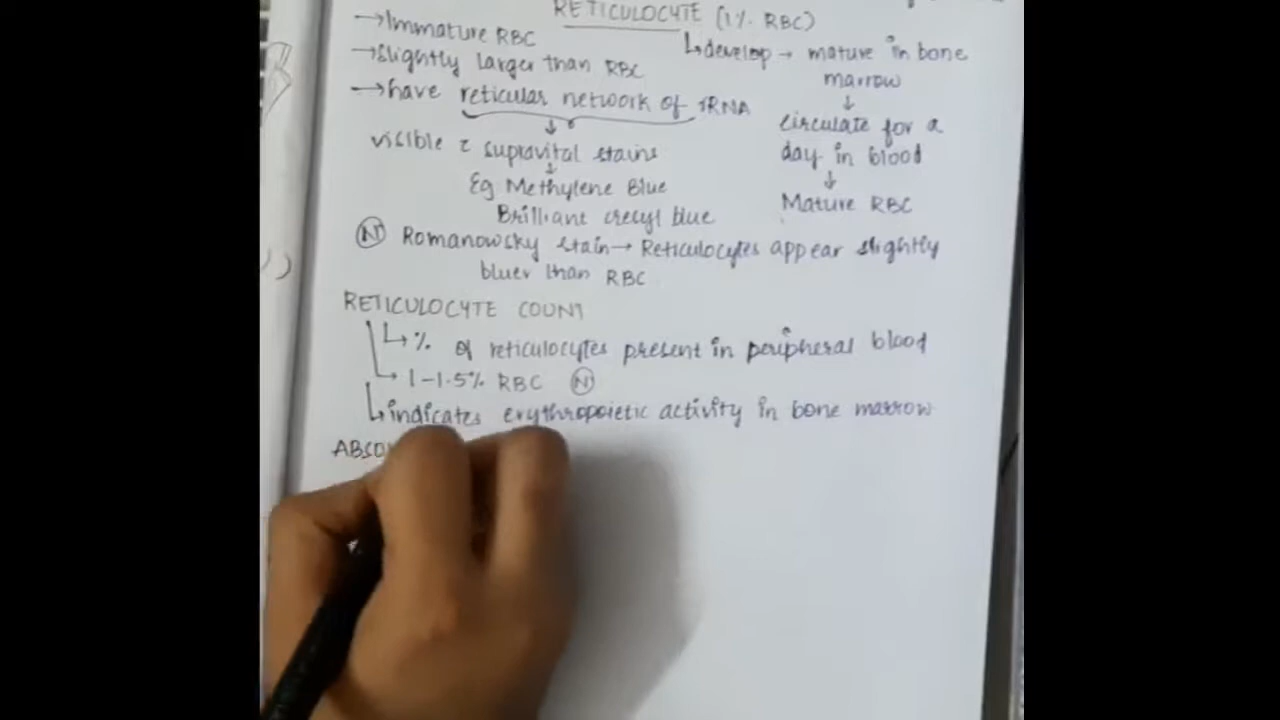 RETICULOCYTE (1% RBC)
→Immature RBC
→Slightly larger than RBC
→have reticular network of rRNA
↓
visible c̄ supravital stains
↓
Eg Methylene Blue
Brilliant cresyl blue
↳develop → mature in bone
marrow
↓
circulate for a
day in blood
↓
Mature RBC
(N) Romanowsky stain→ Reticulocytes appear slightly
bluer than RBC
RETICULOCYTE COUNT
↳% of reticulocytes present in peripheral blood
↳1-1.5% RBC (N)
↳indicates erythropoietic activity in bone marrow
ABSO